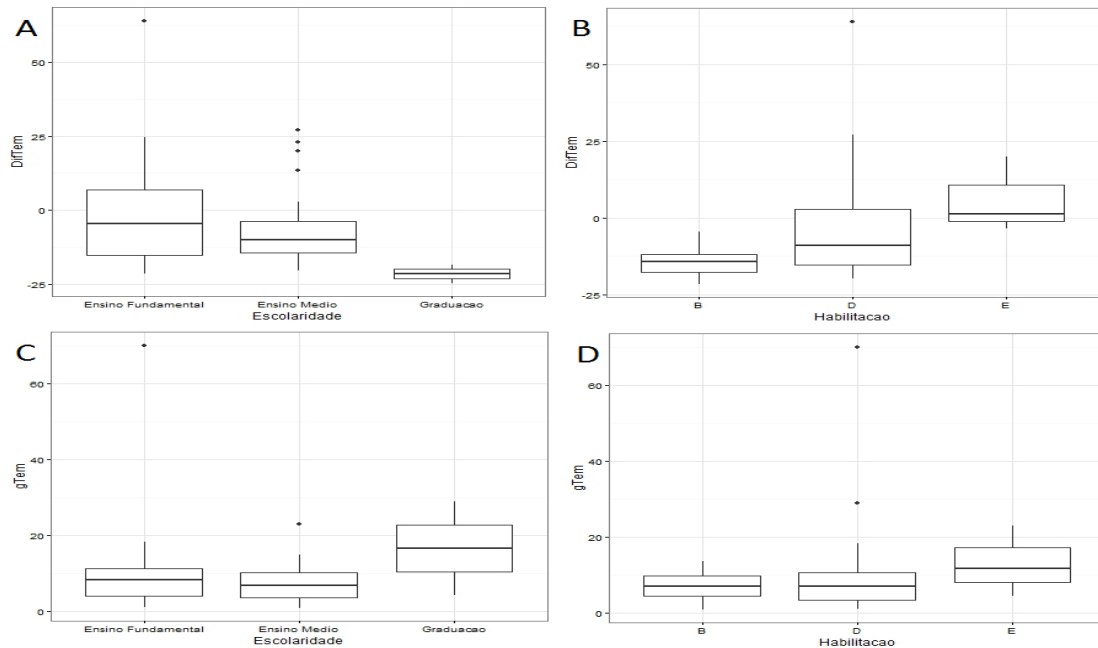 A
DifTem
50
25
0
-25
Ensino Fundamental Ensino Medio Graduacao
Escolaridade
B
DifTem
50
25
0
-25
B D E
Habilitacao
C
gTem
60
40
20
0
Ensino Fundamental Ensino Medio Graduacao
Escolaridade
D
gTem
60
40
20
0
B D E
Habilitacao